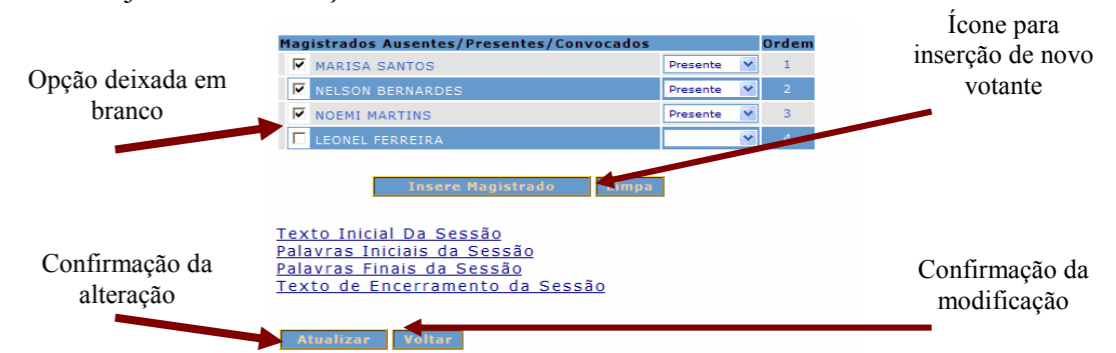 Ícone para
inserção de novo
votante
Magistrados Ausentes/Presentes/Convocados Ordem
MARISA SANTOS Presente 1
NELSON BERNARDES Presente 2
NOEMI MARTINS Presente 3
LEONEL FERREIRA 4
Opção deixada em
branco
Insere Magistrado Limpa
Texto Inicial Da Sessão
Palavras Iniciais da Sessão
Palavras Finais da Sessão
Texto de Encerramento da Sessão
Confirmação da
alteração
Confirmação da
modificação
Atualizar Voltar